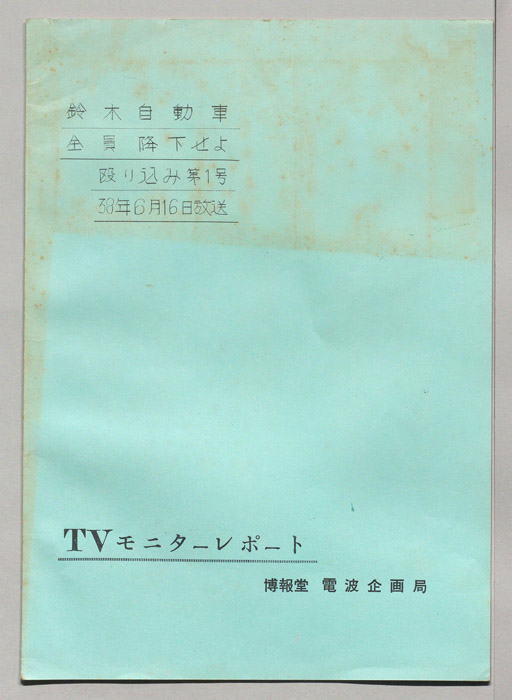 鈴木自動車
全員降下せよ
殴り込み第1号
38年6月16日放送
TVモニターレポート
博報堂 電波企画局